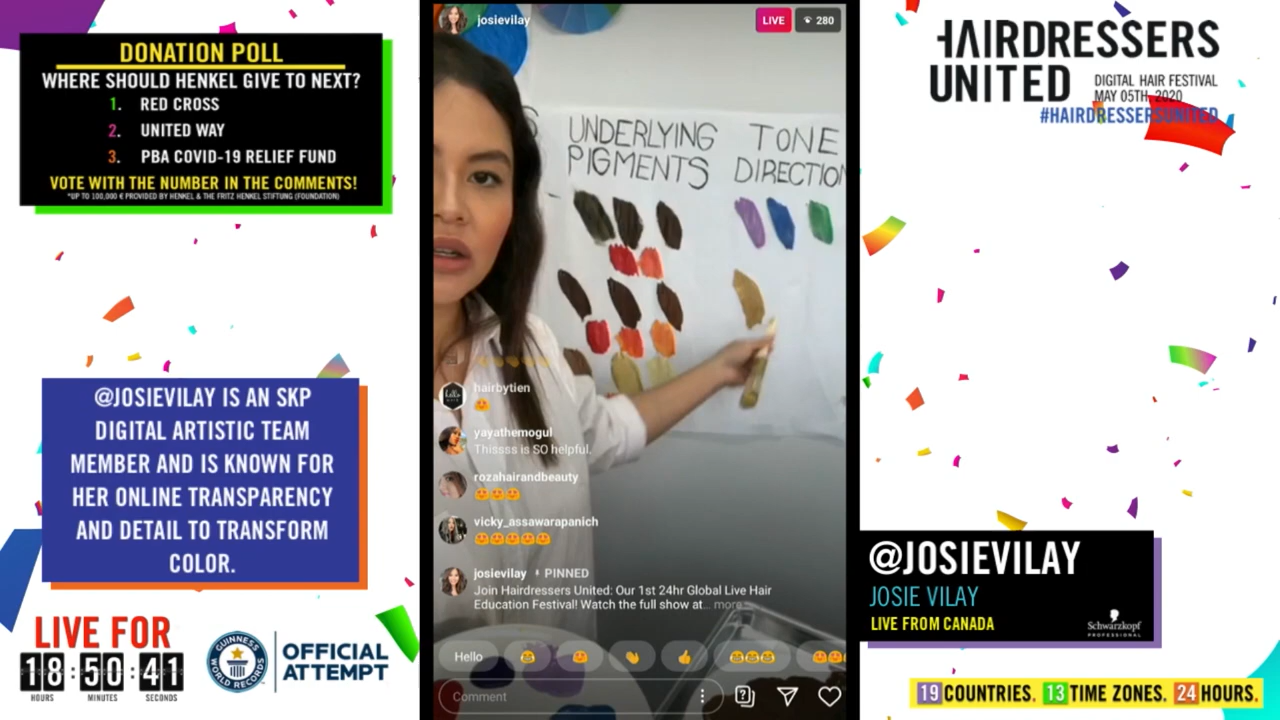 DONATION POLL
WHERE SHOULD HENKEL GIVE TO NEXT?
1. RED CROSS
2. UNITED WAY
3. PBA COVID-19 RELIEF FUND
VOTE WITH THE NUMBER IN THE COMMENTS!
*UP TO 100,000 € PROVIDED BY HENKEL & THE FRITZ HENKEL STIFTUNG (FOUNDATION)
@JOSIEVILAY IS AN SKP
DIGITAL ARTISTIC TEAM
MEMBER AND IS KNOWN FOR
HER ONLINE TRANSPARENCY
AND DETAIL TO TRANSFORM
COLOR.
LIVE FOR
18:50:41
HOURS MINUTES SECONDS
GUINNESS
WORLD RECORDS
OFFICIAL
ATTEMPT
josievilay
LIVE 280
UNDERLYING
PIGMENTS
TONE
DIRECTION
hello
hairbytien
😍
yayathemogul
Thissss is SO helpful.
rozahairandbeauty
😍😍😍
vicky_assawarapanich
😍😍😍😍😍
josievilay PINNED
Join Hairdressers United: Our 1st 24hr Global Live Hair
Education Festival! Watch the full show at... more
Hello 😂 😍 👏 👍 😂😂😂 😍😍
Comment
HAIRDRESSERS
UNITED
DIGITAL HAIR FESTIVAL
MAY 05TH, 2020
#HAIRDRESSERSUNITED
@JOSIEVILAY
JOSIE VILAY
LIVE FROM CANADA
Schwarzkopf
PROFESSIONAL
19 COUNTRIES. 13 TIME ZONES. 24 HOURS.